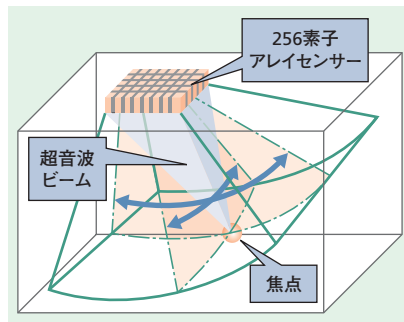 256素子
アレイセンサー
超音波
ビーム
焦点